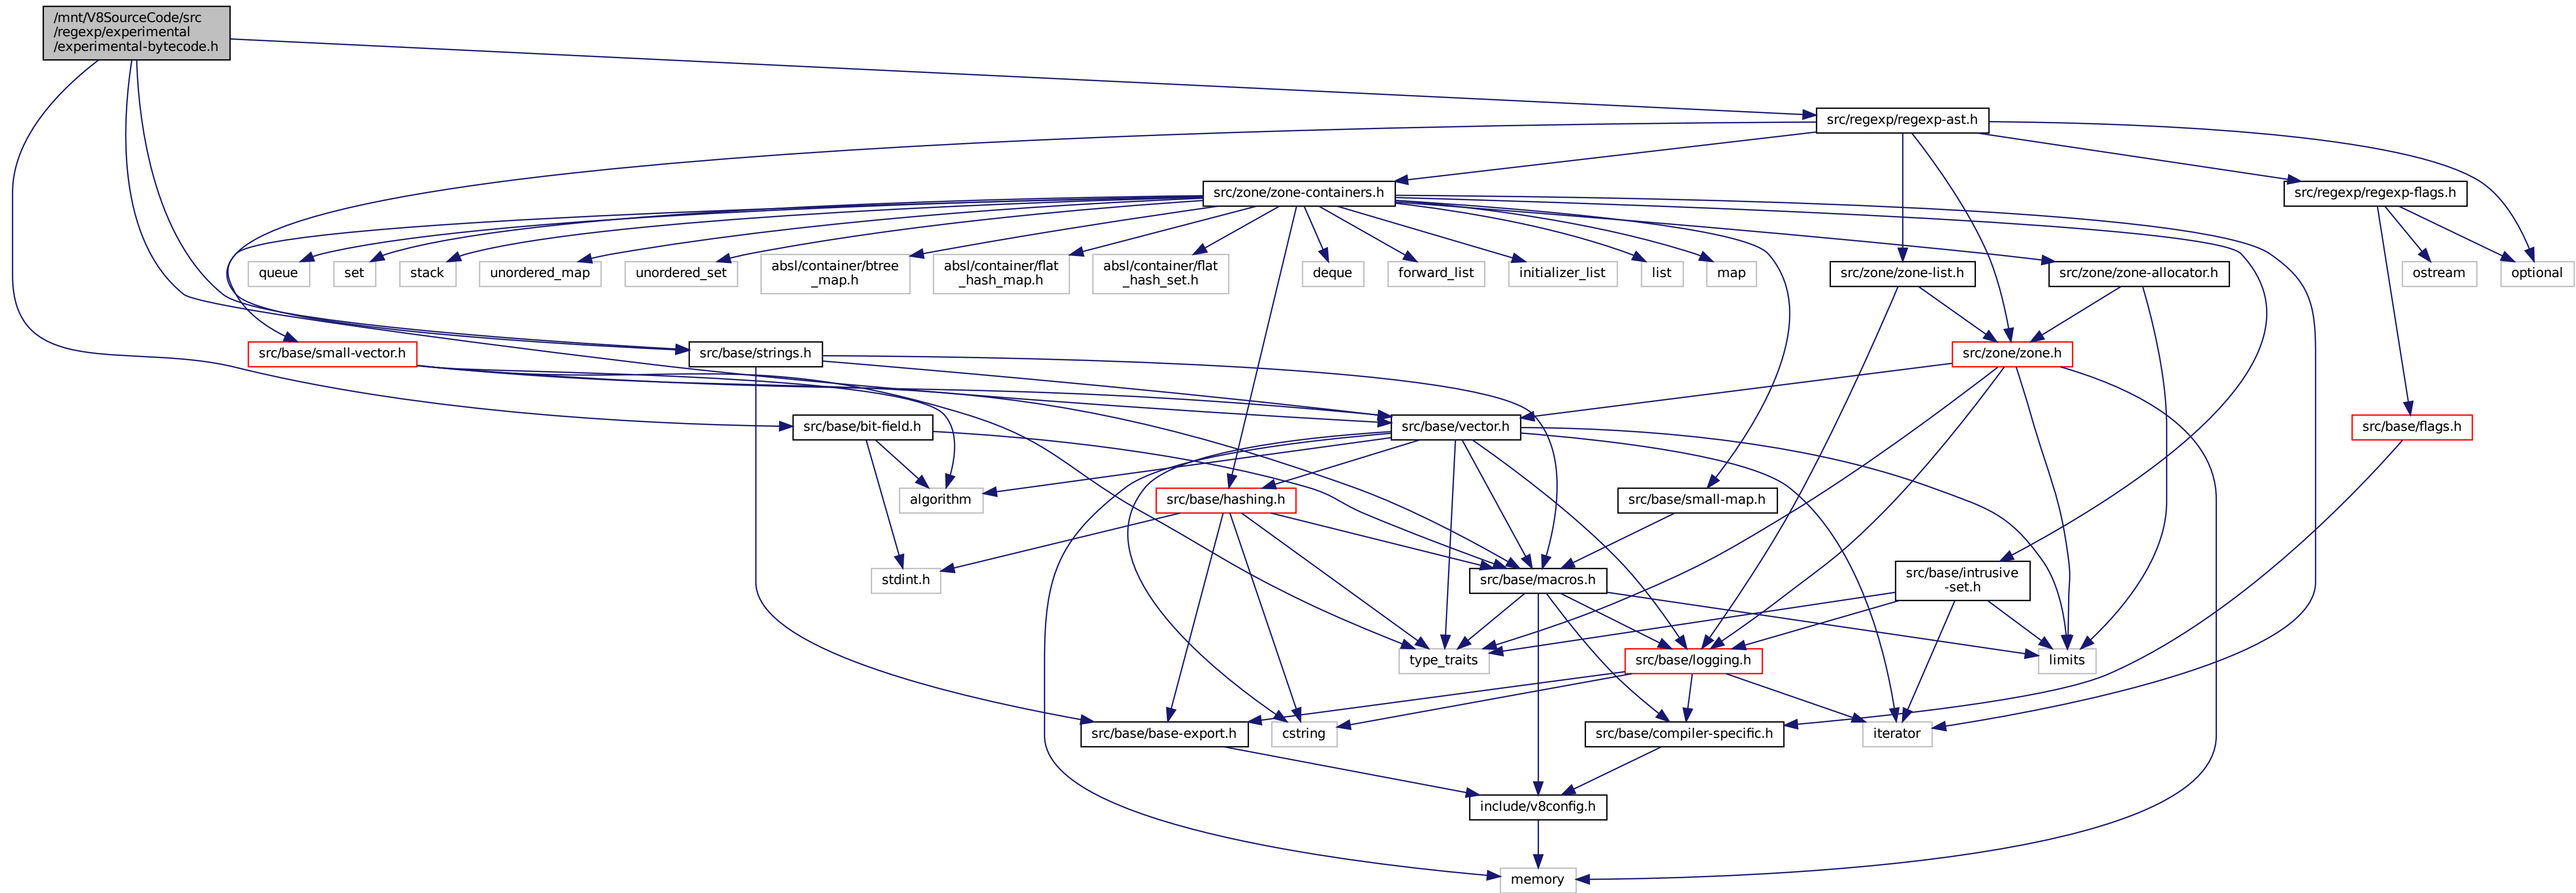 /mnt/V8SourceCode/src
/regexp/experimental
/experimental-bytecode.h
src/regexp/regexp-ast.h
src/zone/zone-containers.h
src/regexp/regexp-flags.h
queue
set
stack
unordered_map
unordered_set
absl/container/btree
_map.h
absl/container/flat
_hash_map.h
absl/container/flat
_hash_set.h
deque
forward_list
initializer_list
list
map
src/zone/zone-list.h
src/zone/zone-allocator.h
ostream
optional
src/base/small-vector.h
src/base/strings.h
src/zone/zone.h
src/base/bit-field.h
src/base/vector.h
src/base/flags.h
algorithm
src/base/hashing.h
src/base/small-map.h
stdint.h
src/base/macros.h
src/base/intrusive
-set.h
type_traits
src/base/logging.h
limits
src/base/base-export.h
cstring
src/base/compiler-specific.h
iterator
include/v8config.h
memory